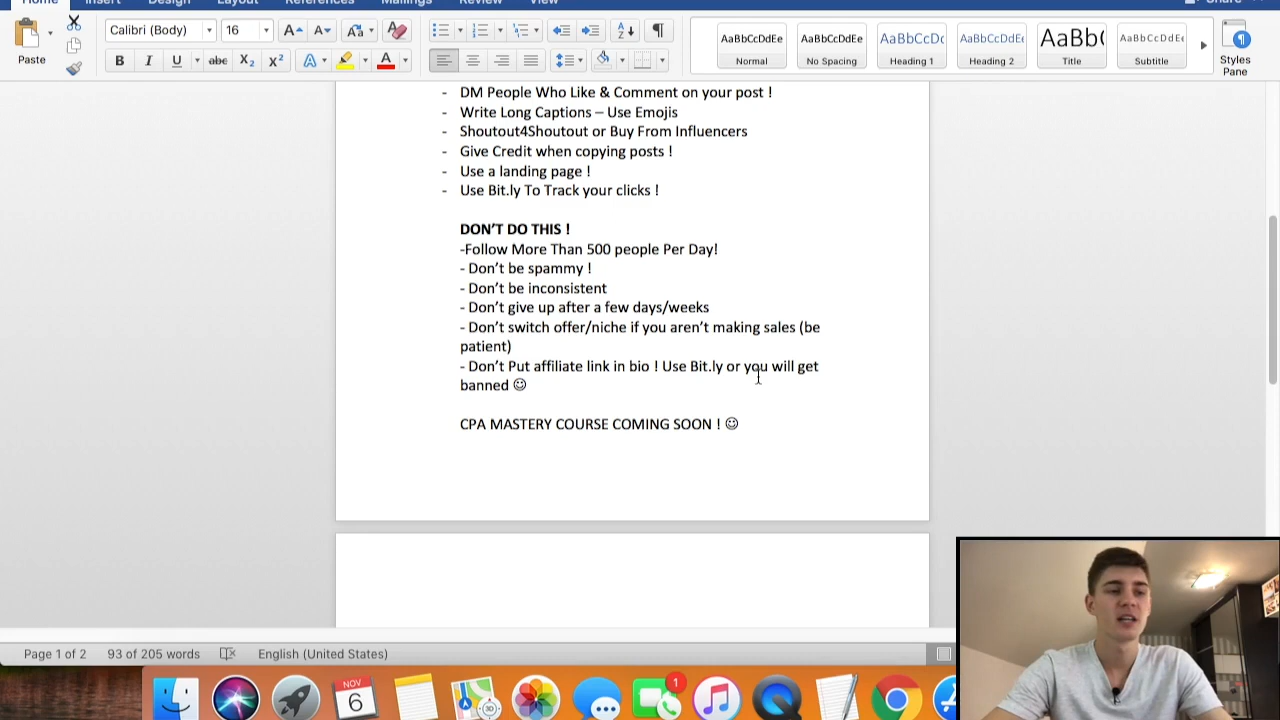 Home Insert Design Layout References Mailings Review View Share
Calibri (Body) 16
Paste
AaBbCcDdEe AaBbCcDdEe AaBbCcDc AaBbCcDdEe AaBb( AaBbCcDdEe
Normal No Spacing Heading 1 Heading 2 Title Subtitle
Styles
Pane
- DM People Who Like & Comment on your post !
- Write Long Captions – Use Emojis
- Shoutout4Shoutout or Buy From Influencers
- Give Credit when copying posts !
- Use a landing page !
- Use Bit.ly To Track your clicks !
DON'T DO THIS !
-Follow More Than 500 people Per Day!
- Don't be spammy !
- Don't be inconsistent
- Don't give up after a few days/weeks
- Don't switch offer/niche if you aren't making sales (be
patient)
- Don't Put affiliate link in bio ! Use Bit.ly or you will get
banned ☺
CPA MASTERY COURSE COMING SOON ! ☺
Page 1 of 2 93 of 205 words English (United States)
NOV
6
1